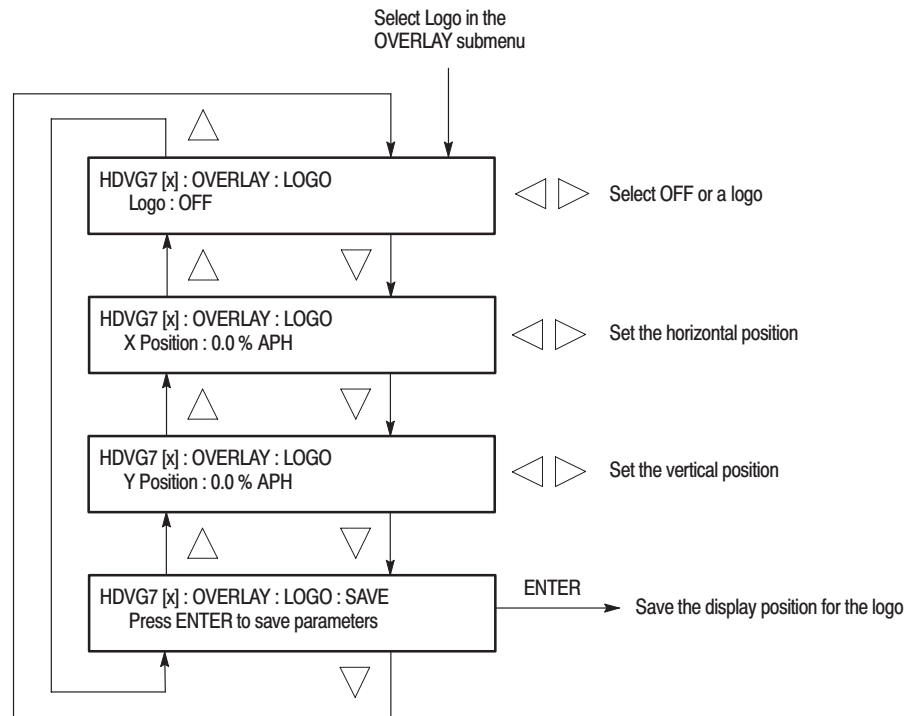 Select Logo in the
OVERLAY submenu
HDVG7 [x] : OVERLAY : LOGO
Logo : OFF
Select OFF or a logo
HDVG7 [x] : OVERLAY : LOGO
X Position : 0.0 % APH
Set the horizontal position
HDVG7 [x] : OVERLAY : LOGO
Y Position : 0.0 % APH
Set the vertical position
HDVG7 [x] : OVERLAY : LOGO : SAVE
Press ENTER to save parameters
ENTER
Save the display position for the logo